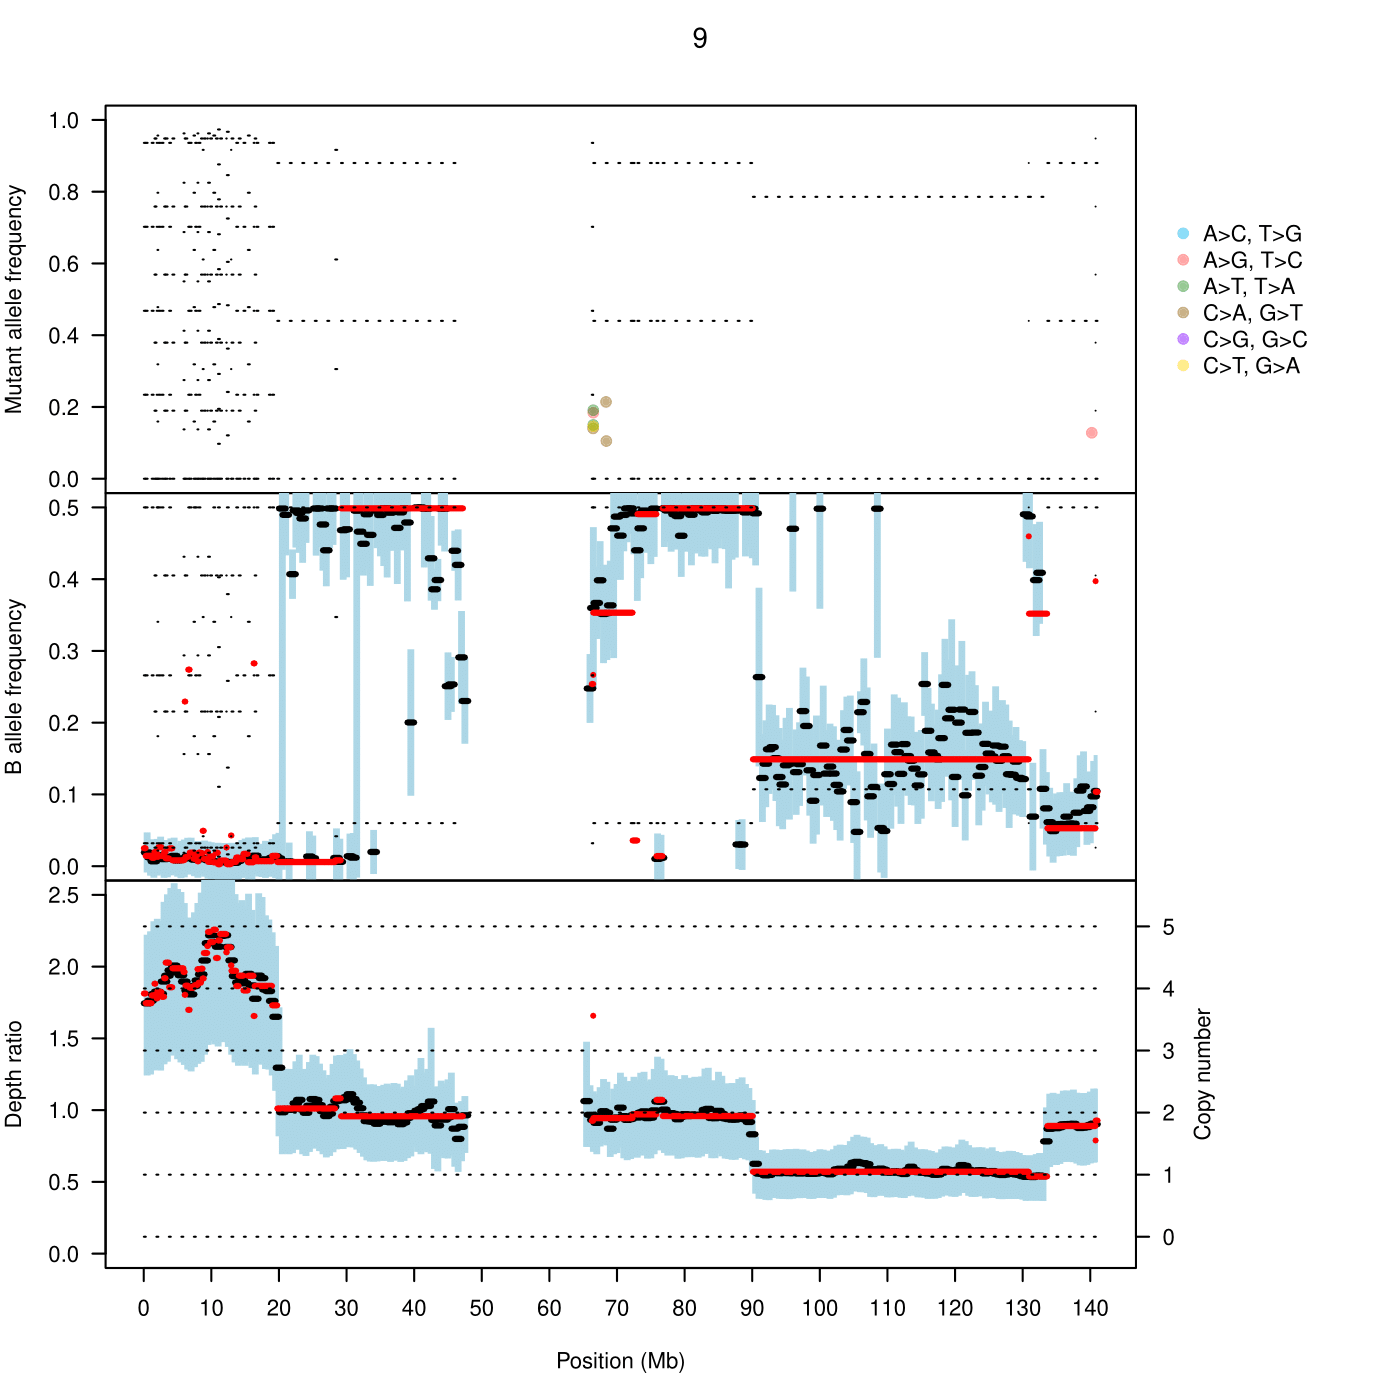 9
Mutant allele frequency
1.0
0.8
0.6
0.4
0.2
0.0
A>C, T>G
A>G, T>C
A>T, T>A
C>A, G>T
C>G, G>C
C>T, G>A
B allele frequency
0.5
0.4
0.3
0.2
0.1
0.0
Depth ratio
2.5
2.0
1.5
1.0
0.5
0.0
5
4
3
2
1
0
Copy number
0 10 20 30 40 50 60 70 80 90 100 110 120 130 140
Position (Mb)